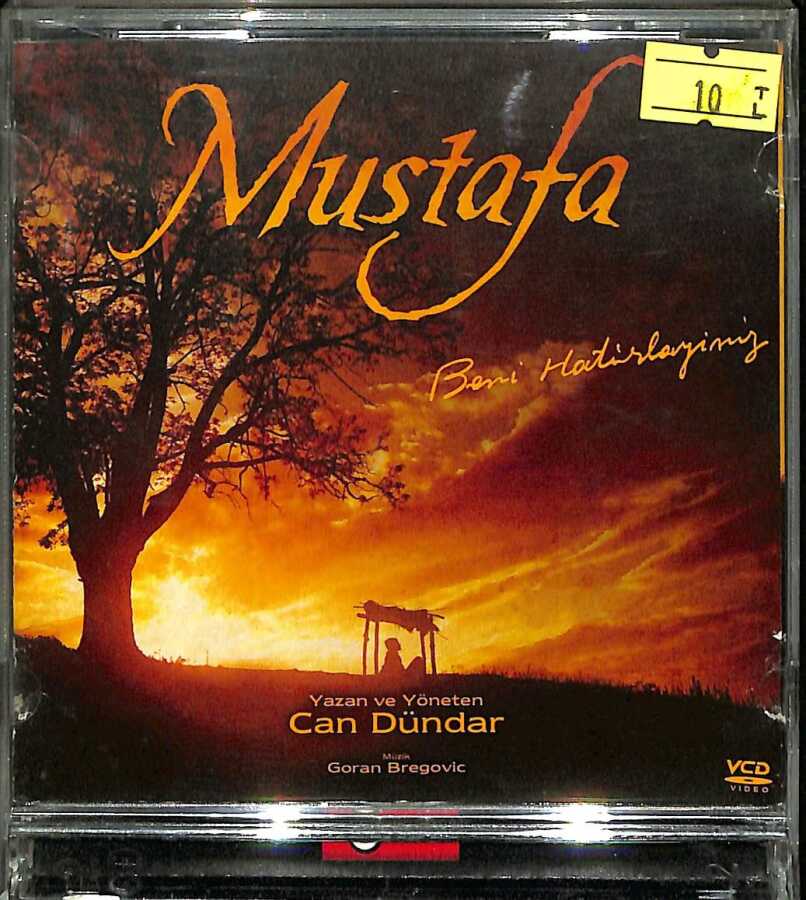 Mustafa
10 TL
Beni Hatırlayınız
Yazan ve Yöneten
Can Dündar
Müzik
Goran Bregovic
VCD
VIDEO